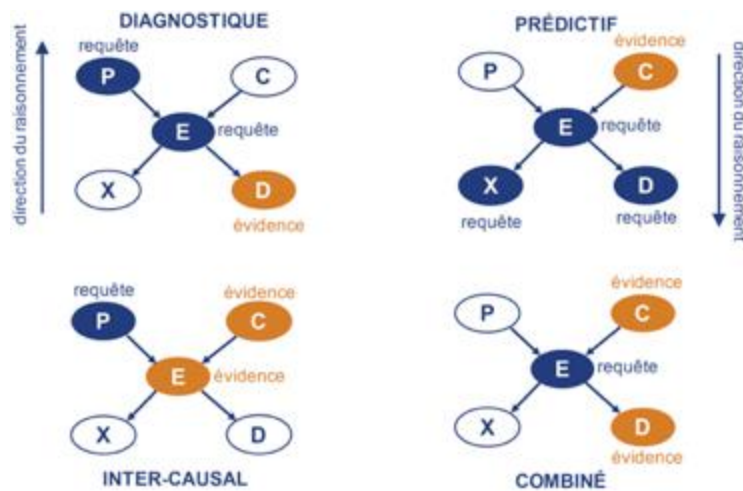 DIAGNOSTIQUE
requête
P
C
E
requête
X
D
évidence
direction du raisonnement
PRÉDICTIF
évidence
P
C
E
requête
X
D
requête
requête
direction du raisonnement
requête
évidence
P
C
E
évidence
X
D
INTER-CAUSAL
évidence
P
C
E
requête
X
D
évidence
COMBINÉ